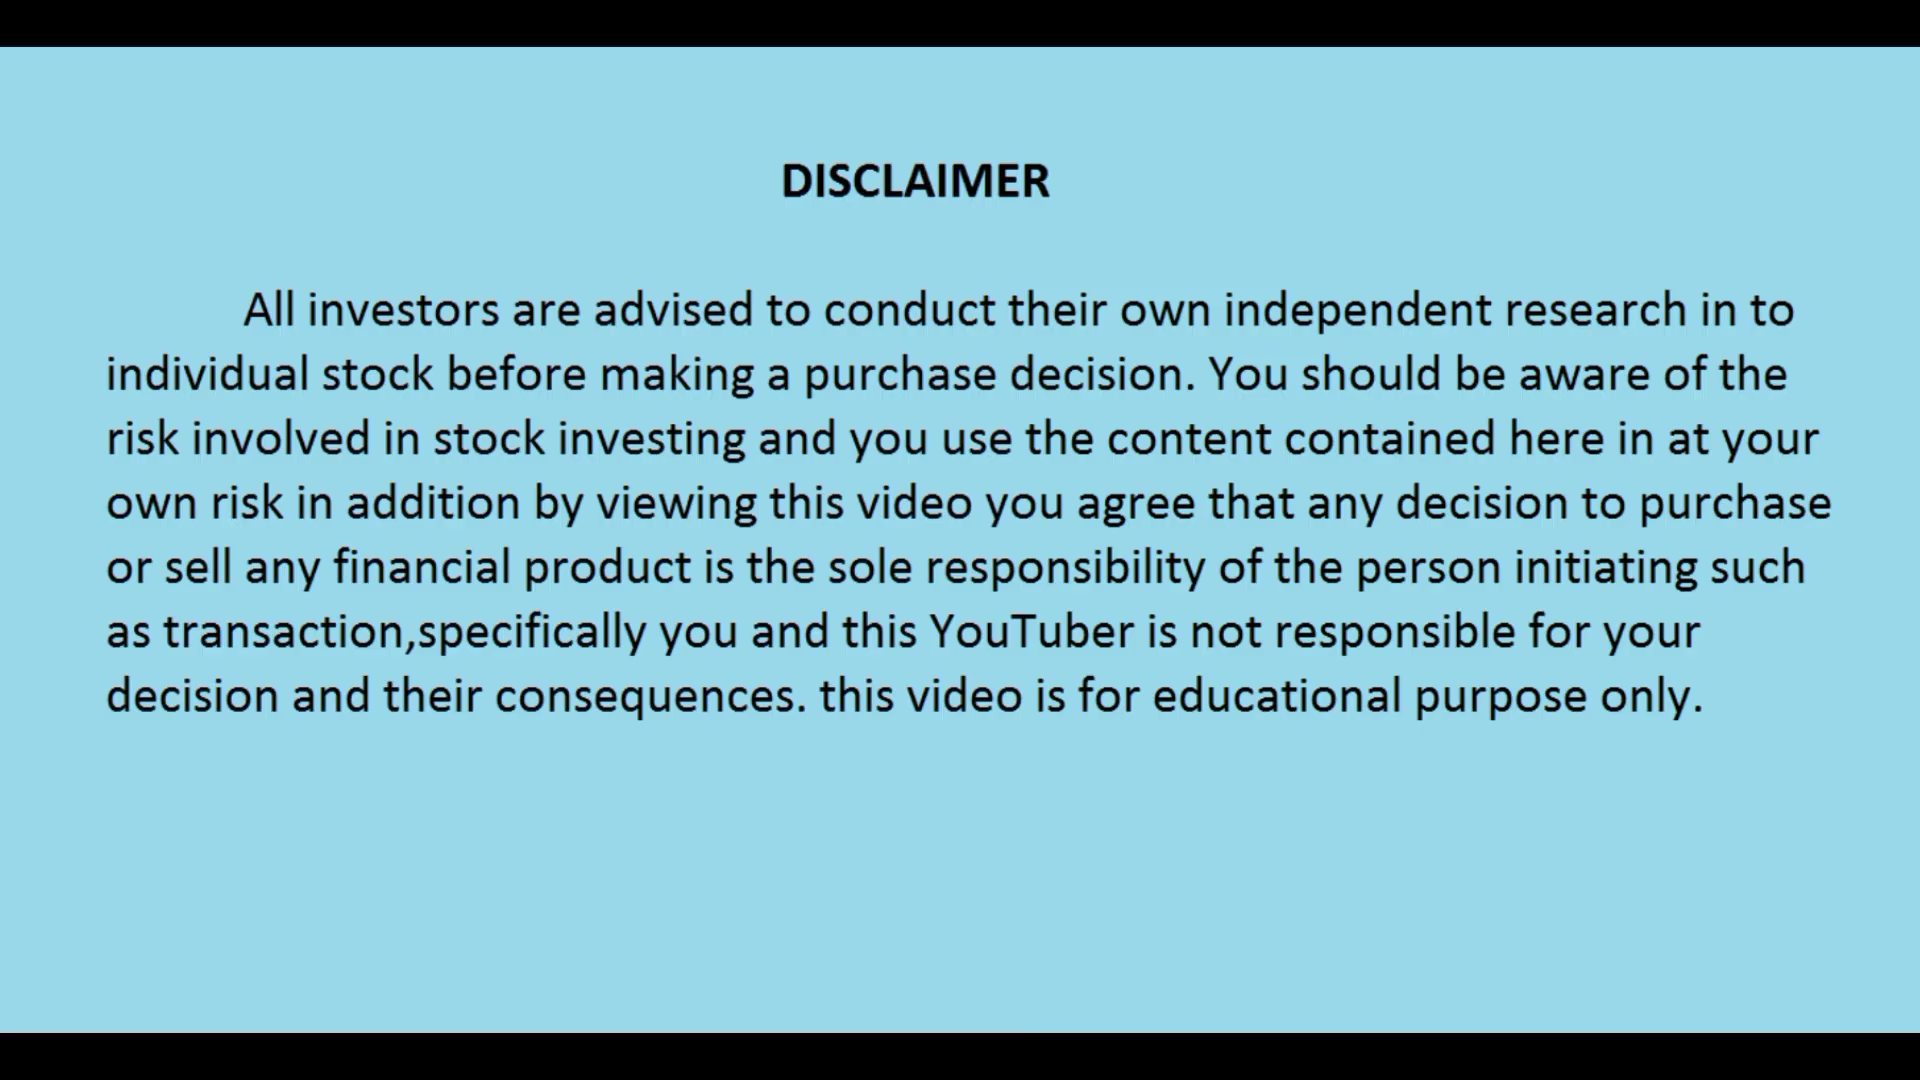 DISCLAIMER
All investors are advised to conduct their own independent research in to
individual stock before making a purchase decision. You should be aware of the
risk involved in stock investing and you use the content contained here in at your
own risk in addition by viewing this video you agree that any decision to purchase
or sell any financial product is the sole responsibility of the person initiating such
as transaction,specifically you and this YouTuber is not responsible for your
decision and their consequences. this video is for educational purpose only.